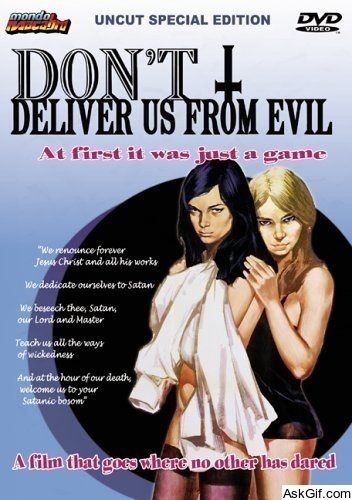 mondo macabro
UNCUT SPECIAL EDITION
DVD
VIDEO
DON'T
DELIVER US FROM EVIL
At first it was just a game
"We renounce forever
Jesus Christ and all his works
We dedicate ourselves to Satan
We beseech thee, Satan,
our Lord and Master
Teach us all the ways
of wickedness
And at the hour of our death,
welcome us to your
Satanic bosom"
A film that goes where no other has dared
AskGif.com